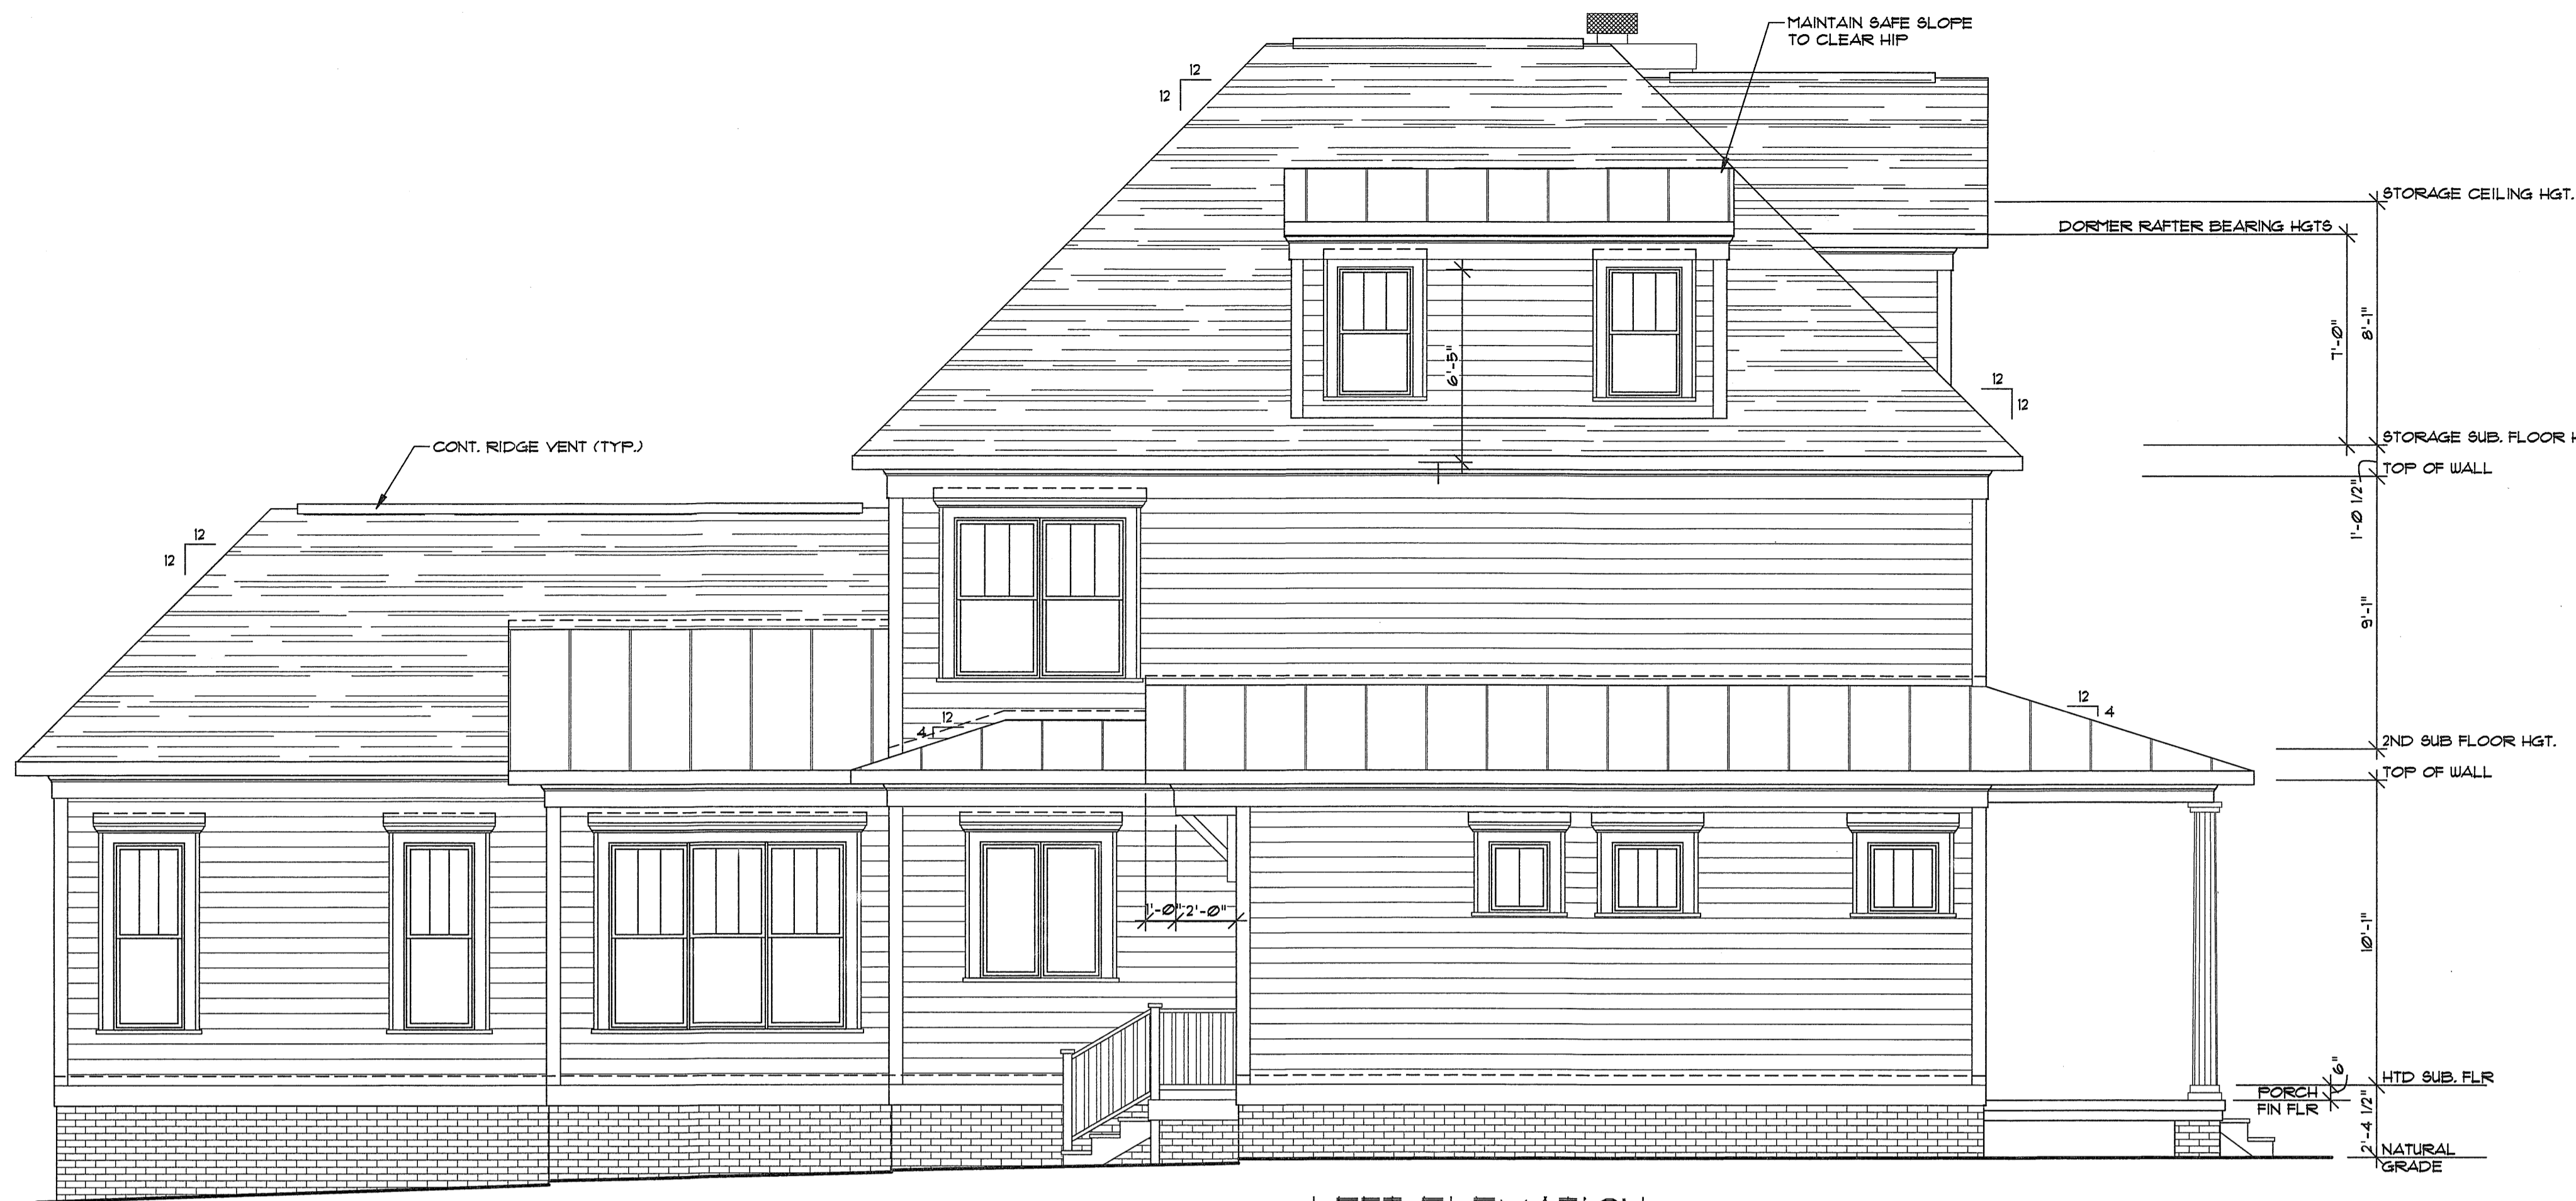 MAINTAIN SAFE SLOPE
TO CLEAR HIP
12
12
STORAGE CEILING HGT.
DORMER RAFTER BEARING HGTS
7'-0"
8'-1"
6'-5"
12
12
STORAGE SUB. FLOOR
TOP OF WALL
1'-0 1/2"
CONT. RIDGE VENT (TYP.)
12
12
9'-1"
12
4
12
4
2ND SUB FLOOR HGT.
TOP OF WALL
1'-0"
2'-0"
10'-1"
6"
HTD SUB. FLR
PORCH
FIN FLR
2'-4 1/2"
NATURAL
GRADE